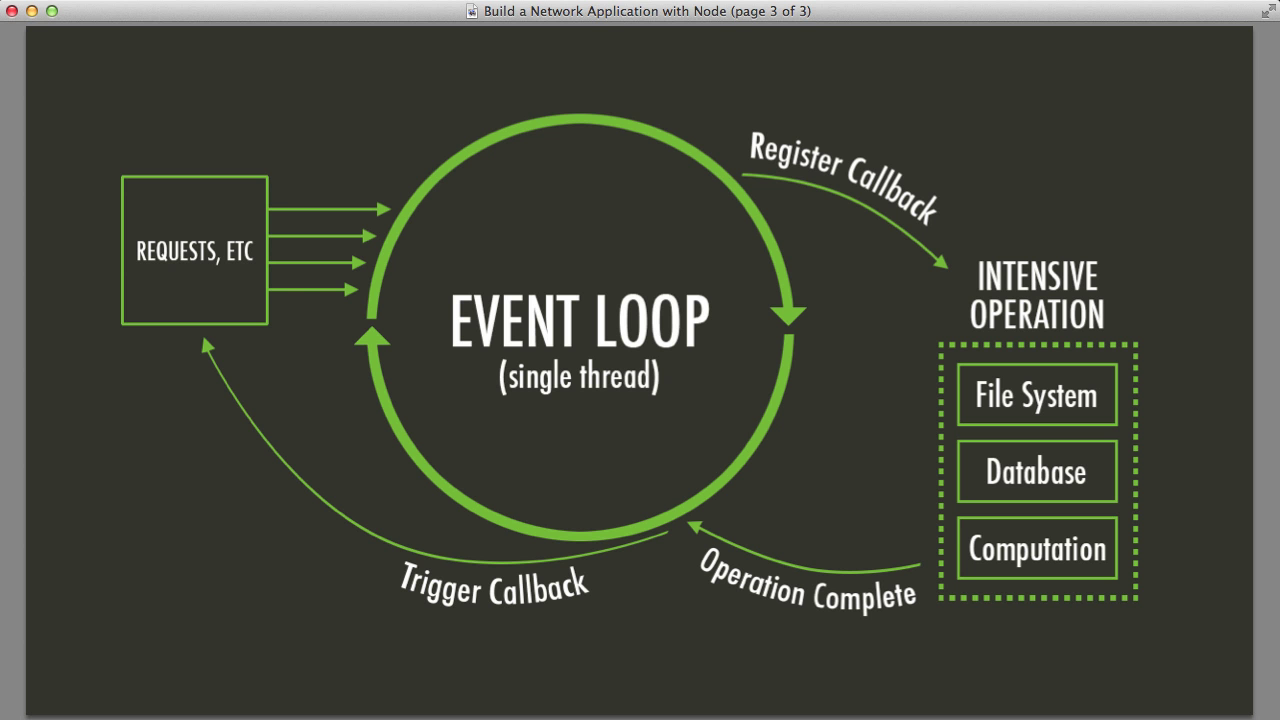 Build a Network Application with Node (page 3 of 3)
Register Callback
REQUESTS, ETC
EVENT LOOP
(single thread)
INTENSIVE
OPERATION
File System
Database
Computation
Operation Complete
Trigger Callback